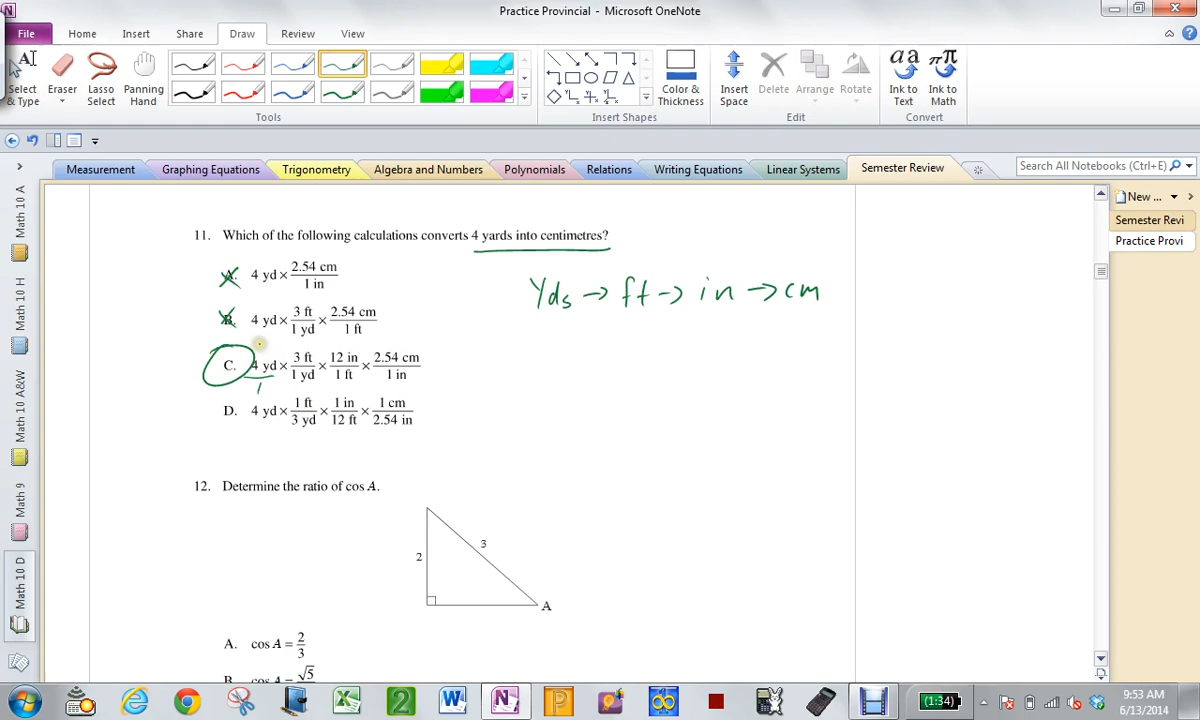 Practice Provincial - Microsoft OneNote
File Home Insert Share Draw Review View
Select & Type
Eraser
Lasso Select
Panning Hand
Color & Thickness
Insert Space
Delete
Arrange
Rotate
Ink to Text
Ink to Math
Tools
Insert Shapes
Edit
Convert
Measurement Graphing Equations Trigonometry Algebra and Numbers Polynomials Relations Writing Equations Linear Systems Semester Review
Search All Notebooks (Ctrl+E)
New ...
Semester Revi
Practice Provi
Math 10 A
Math 10 H
Math 10 A&W
Math 9
Math 10 D
11. Which of the following calculations converts 4 yards into centimetres?
yds → ft → in → cm
A. 4 yd × 2.54 cm / 1 in
B. 4 yd × 3 ft / 1 yd × 2.54 cm / 1 ft
C. 4 yd × 3 ft / 1 yd × 12 in / 1 ft × 2.54 cm / 1 in
1
D. 4 yd × 1 ft / 3 yd × 1 in / 12 ft × 1 cm / 2.54 in
12. Determine the ratio of cos A.
3
2
A
A. cos A = 2 / 3
B. cos A = √5
(1:34)
9:53 AM
6/13/2014